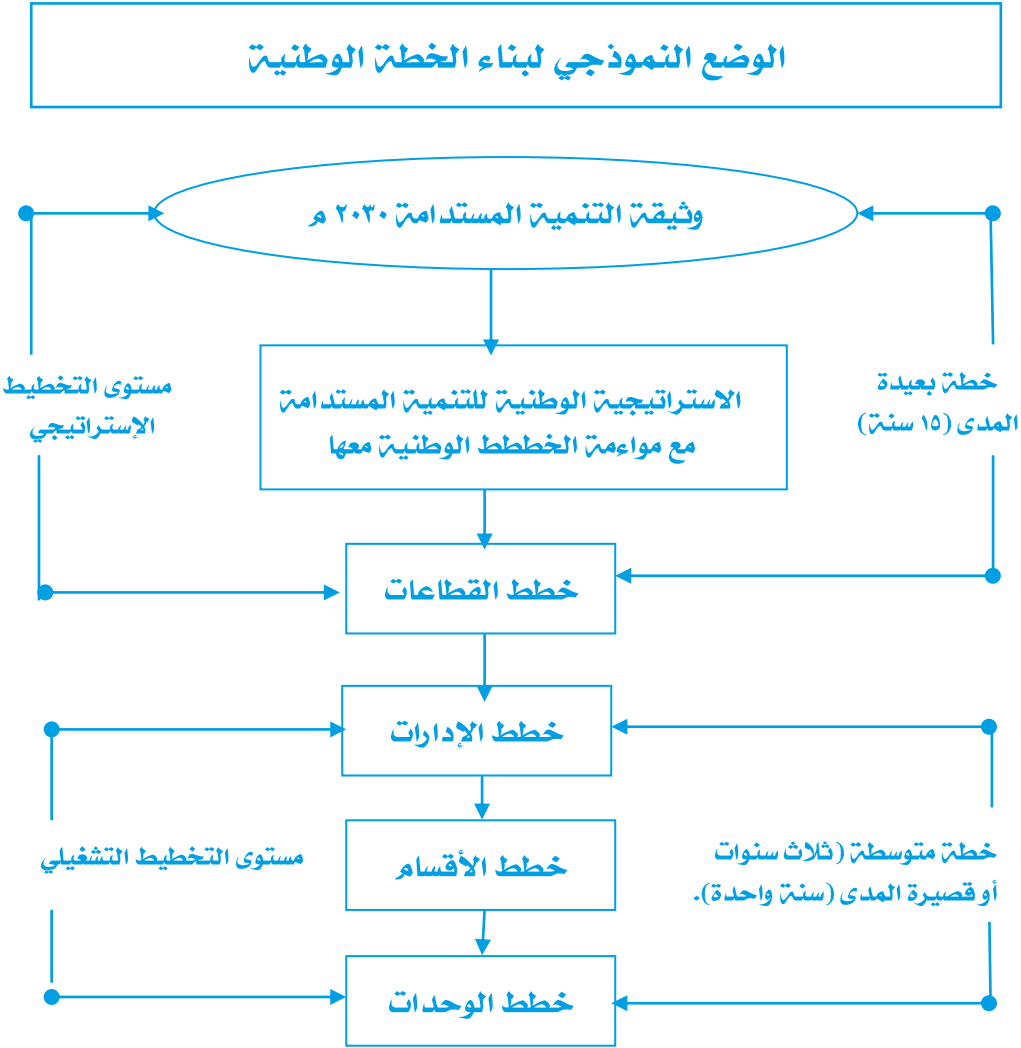 الوضع النموذجي لبناء الخطة الوطنية
وثيقة التنمية المستدامة ٢٠٣٠ م
الاستراتيجية الوطنية للتنمية المستدامة
مع مواءمة الخططط الوطنية معها
خطة بعيدة
المدى (١٥ سنة)
مستوى التخطيط
الإستراتيجي
خطط القطاعات
خطط الإدارات
خطط الأقسام
خطة متوسطة (ثلاث سنوات
أو قصيرة المدى (سنة واحدة).
مستوى التخطيط التشغيلي
خطط الوحدات